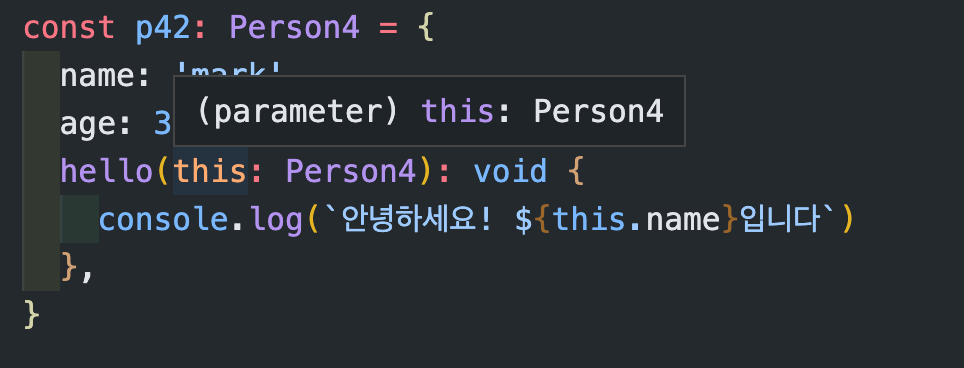 const p42: Person4 = {
name: 'mark'
(parameter) this: Person4
age: 3
hello(this: Person4): void {
console.log(`안녕하세요! ${this.name}입니다`)
},
}